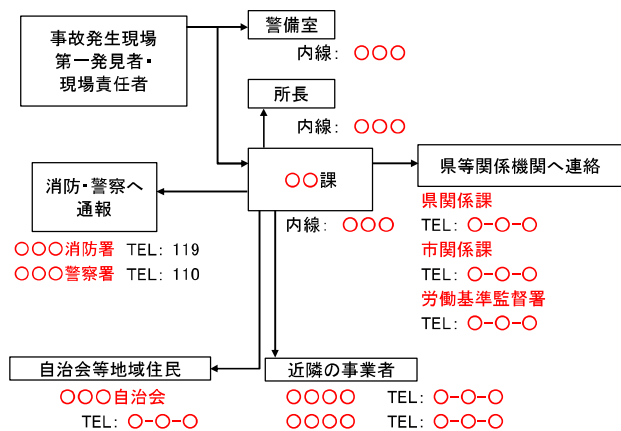 警備室
内線: ○○○
事故発生現場
第一発見者・
現場責任者
所長
内線: ○○○
○○課
内線: ○○○
県等関係機関へ連絡
県関係課
TEL: ○-○-○
市関係課
TEL: ○-○-○
労働基準監督署
TEL: ○-○-○
消防・警察へ
通報
○○○消防署 TEL: 119
○○○警察署 TEL: 110
自治会等地域住民
○○○自治会
TEL: ○-○-○
近隣の事業者
○○○○ TEL: ○-○-○
○○○○ TEL: ○-○-○